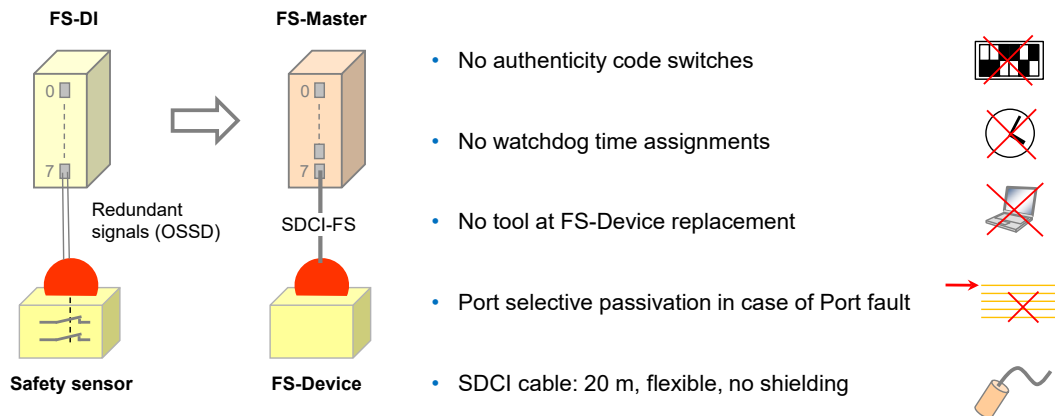 FS-DI
FS-Master
0
7
0
7
Redundant
signals (OSSD)
SDCI-FS
Safety sensor
FS-Device
• No authenticity code switches
• No watchdog time assignments
• No tool at FS-Device replacement
• Port selective passivation in case of Port fault
• SDCI cable: 20 m, flexible, no shielding